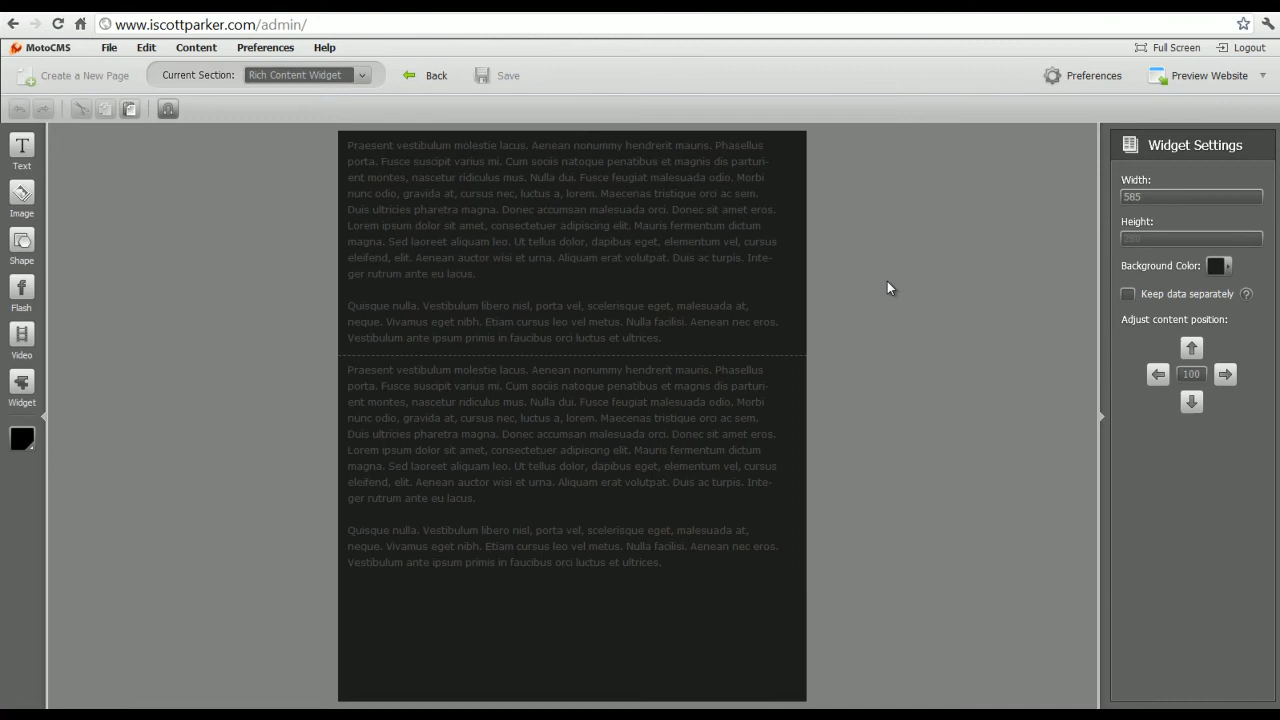 www.iscottparker.com/admin/
MotoCMS File Edit Content Preferences Help Full Screen Logout
Create a New Page Current Section: Rich Content Widget Back Save Preferences Preview Website
Text
Image
Shape
Flash
Video
Widget
Praesent vestibulum molestie lacus. Aenean nonummy hendrerit mauris. Phasellus
porta. Fusce suscipit varius mi. Cum sociis natoque penatibus et magnis dis parturi-
ent montes, nascetur ridiculus mus. Nulla dui. Fusce feugiat malesuada odio. Morbi
nunc odio, gravida at, cursus nec, luctus a, lorem. Maecenas tristique orci ac sem.
Duis ultricies pharetra magna. Donec accumsan malesuada orci. Donec sit amet eros.
Lorem ipsum dolor sit amet, consectetuer adipiscing elit. Mauris fermentum dictum
magna. Sed laoreet aliquam leo. Ut tellus dolor, dapibus eget, elementum vel, cursus
eleifend, elit. Aenean auctor wisi et urna. Aliquam erat volutpat. Duis ac turpis. Inte-
ger rutrum ante eu lacus.
Quisque nulla. Vestibulum libero nisl, porta vel, scelerisque eget, malesuada at,
neque. Vivamus eget nibh. Etiam cursus leo vel metus. Nulla facilisi. Aenean nec eros.
Vestibulum ante ipsum primis in faucibus orci luctus et ultrices.
Praesent vestibulum molestie lacus. Aenean nonummy hendrerit mauris. Phasellus
porta. Fusce suscipit varius mi. Cum sociis natoque penatibus et magnis dis parturi-
ent montes, nascetur ridiculus mus. Nulla dui. Fusce feugiat malesuada odio. Morbi
nunc odio, gravida at, cursus nec, luctus a, lorem. Maecenas tristique orci ac sem.
Duis ultricies pharetra magna. Donec accumsan malesuada orci. Donec sit amet eros.
Lorem ipsum dolor sit amet, consectetuer adipiscing elit. Mauris fermentum dictum
magna. Sed laoreet aliquam leo. Ut tellus dolor, dapibus eget, elementum vel, cursus
eleifend, elit. Aenean auctor wisi et urna. Aliquam erat volutpat. Duis ac turpis. Inte-
ger rutrum ante eu lacus.
Quisque nulla. Vestibulum libero nisl, porta vel, scelerisque eget, malesuada at,
neque. Vivamus eget nibh. Etiam cursus leo vel metus. Nulla facilisi. Aenean nec eros.
Vestibulum ante ipsum primis in faucibus orci luctus et ultrices.
Widget Settings
Width:
585
Height:
Background Color:
Keep data separately ?
Adjust content position:
100